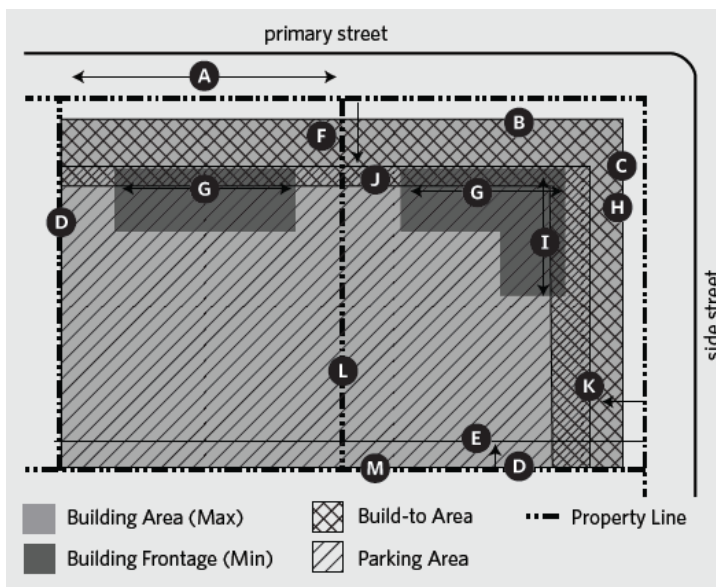 primary street
A
B
F
C
J
G
G
H
D
I
side street
L
K
E
M
D
Building Area (Max)
Build-to Area
Property Line
Building Frontage (Min)
Parking Area